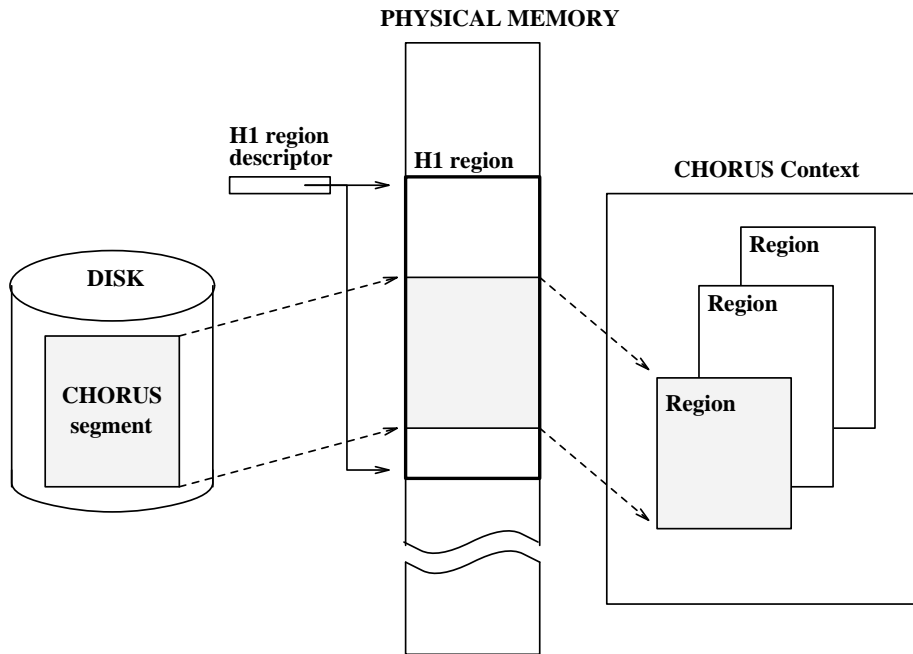 PHYSICAL MEMORY
H1 region
descriptor
H1 region
CHORUS Context
Region
Region
Region
DISK
CHORUS
segment